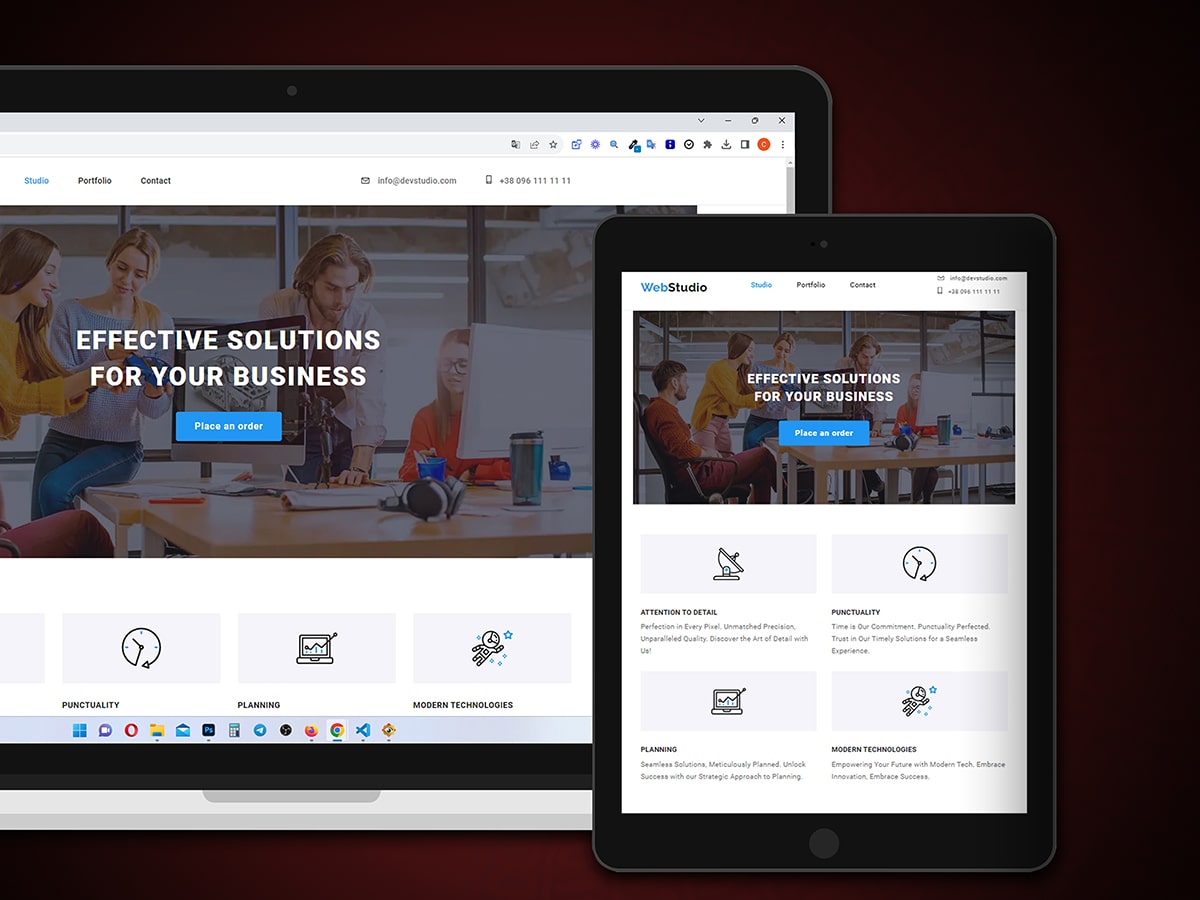 Studio Portfolio Contact info@devstudio.com +38 096 111 11 11
EFFECTIVE SOLUTIONS
FOR YOUR BUSINESS
Place an order
PUNCTUALITY
PLANNING
MODERN TECHNOLOGIES
C
Ps
WebStudio
Studio Portfolio Contact
info@devstudio.com
+38 096 111 11 11
EFFECTIVE SOLUTIONS
FOR YOUR BUSINESS
Place an order
ATTENTION TO DETAIL
Perfection in Every Pixel. Unmatched Precision,
Unparalleled Quality. Discover the Art of Detail with
Us!
PUNCTUALITY
Time is Our Commitment. Punctuality Perfected.
Trust in Our Timely Solutions for a Seamless
Experience.
PLANNING
Seamless Solutions, Meticulously Planned. Unlock
Success with our Strategic Approach to Planning.
MODERN TECHNOLOGIES
Empowering Your Future with Modern Tech, Embrace
Innovation, Embrace Success.